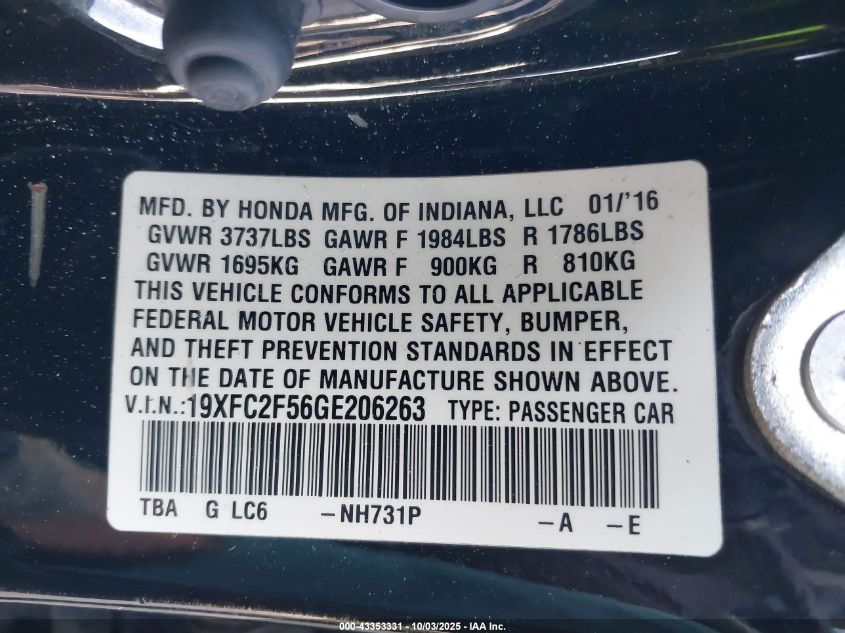 MFD. BY HONDA MFG. OF INDIANA, LLC 01/'16
GVWR 3737LBS GAWR F 1984LBS R 1786LBS
GVWR 1695KG GAWR F 900KG R 810KG
THIS VEHICLE CONFORMS TO ALL APPLICABLE
FEDERAL MOTOR VEHICLE SAFETY, BUMPER,
AND THEFT PREVENTION STANDARDS IN EFFECT
ON THE DATE OF MANUFACTURE SHOWN ABOVE.
V.I.N.:19XFC2F56GE206263 TYPE: PASSENGER CAR
TBA G LC6 -NH731P -A -E
000-43353331 - 10/03/2025 - IAA Inc.